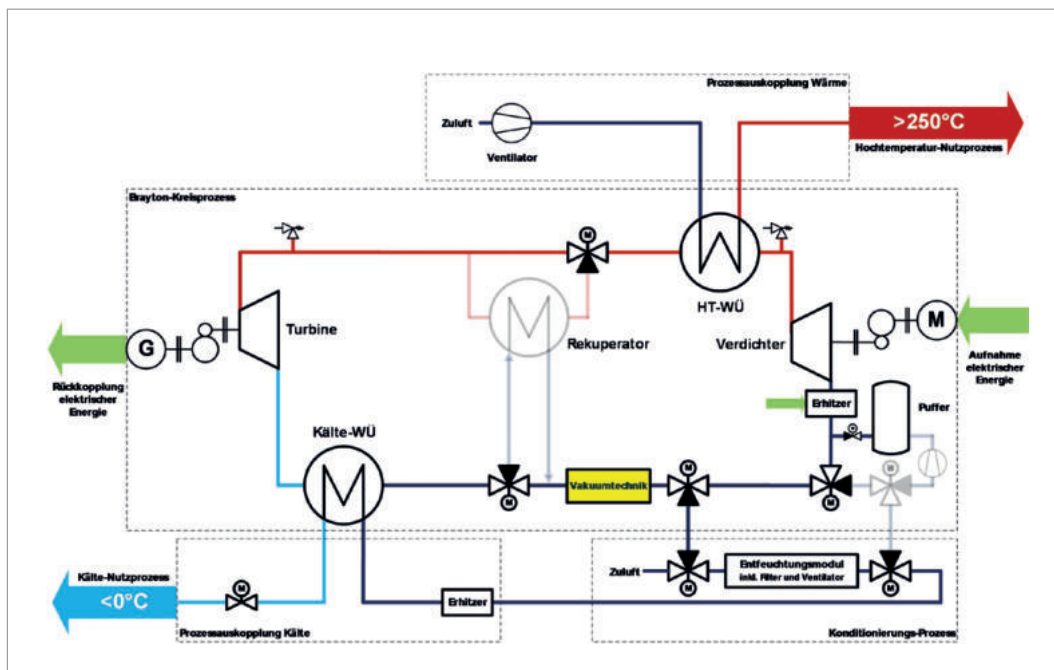 Prozessauskopplung Wärme
Zuluft
Ventilator
>250°C
Hochtemperatur-Nutzprozess
Brayton-Kreisprozess
M
HT-WÜ
G
Turbine
Rekuperator
Verdichter
M
Rückkopplung
elektrischer
Energie
Aufnahme
elektrischer
Energie
Erhitzer
Puffer
Kälte-WÜ
M
M
Vakuumtechnik
M
M
M
Kälte-Nutzprozess
<0°C
M
Prozessauskopplung Kälte
Erhitzer
Zuluft
M
Entfeuchtungsmodul
inkl. Filter und Ventilator
M
Konditionierungs-Prozess